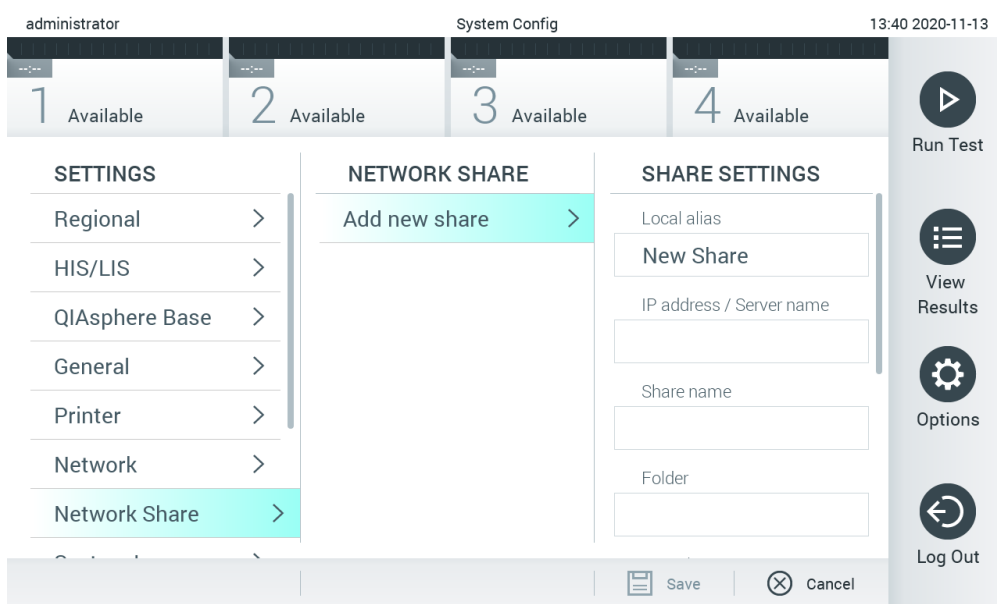 administrator
System Config
13:40 2020-11-13
--:--
--:--
--:--
--:--
1 Available
2 Available
3 Available
4 Available
SETTINGS
Regional
HIS/LIS
QIAsphere Base
General
Printer
Network
Network Share
NETWORK SHARE
Add new share
SHARE SETTINGS
Local alias
New Share
IP address / Server name
Share name
Folder
Save
Cancel
Run Test
View
Results
Options
Log Out